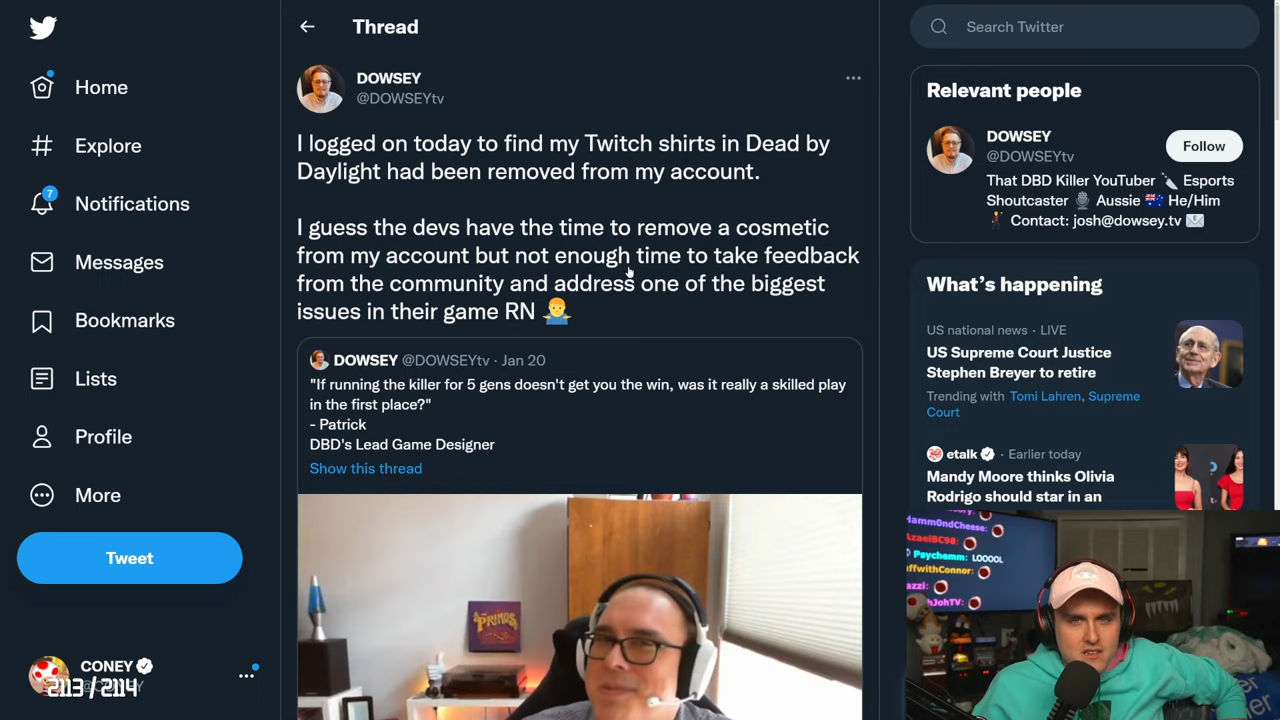 Thread
Search Twitter
Home
Explore
7
Notifications
Messages
Bookmarks
Lists
Profile
More
Tweet
CONEY
2113 / 2114
DOWSEY
@DOWSEYtv
I logged on today to find my Twitch shirts in Dead by
Daylight had been removed from my account.
I guess the devs have the time to remove a cosmetic
from my account but not enough time to take feedback
from the community and address one of the biggest
issues in their game RN
DOWSEY @DOWSEYtv · Jan 20
"If running the killer for 5 gens doesn't get you the win, was it really a skilled play
in the first place?"
- Patrick
DBD's Lead Game Designer
Show this thread
PRIMUS
Relevant people
DOWSEY
@DOWSEYtv
Follow
That DBD Killer YouTuber Esports
Shoutcaster Aussie He/Him
Contact: josh@dowsey.tv
What's happening
US national news · LIVE
US Supreme Court Justice
Stephen Breyer to retire
Trending with Tomi Lahren, Supreme
Court
etalk · Earlier today
Mandy Moore thinks Olivia
Rodrigo should star in an
Hamm0ndCheese:
AzaelBC98:
Psychemm: LOOOOL
uffwithConnor:
azzi:
hJohTV: